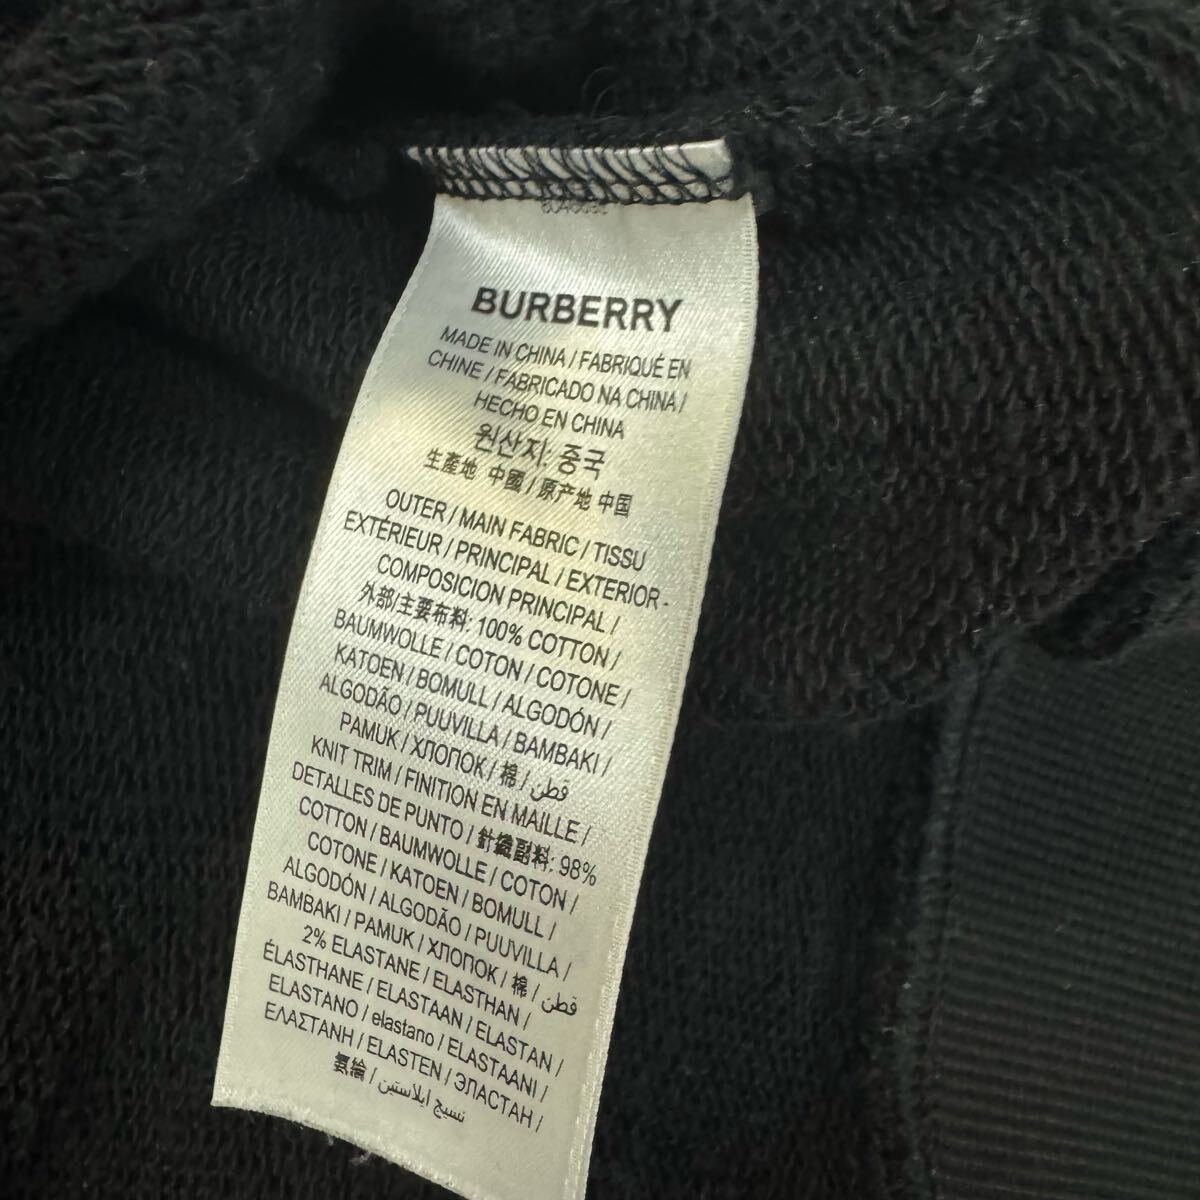 BURBERRY
MADE IN CHINA / FABRIQUÉ EN
CHINE / FABRICADO NA CHINA /
HECHO EN CHINA
원산지: 중국
生產地 中國 / 原产地 中国
OUTER / MAIN FABRIC / TISSU
EXTÉRIEUR / PRINCIPAL / EXTERIOR -
COMPOSICION PRINCIPAL /
外部/主要布料: 100% COTTON /
BAUMWOLLE / COTON / COTONE /
KATOEN / BOMULL / ALGODÓN /
ALGODÃO / PUUVILLA / BAMBAKI /
PAMUK / ХЛОПОК / 棉 / قطن
KNIT TRIM / FINITION EN MAILLE /
DETALLES DE PUNTO / 針織副料: 98%
COTTON / BAUMWOLLE / COTON /
COTONE / KATOEN / BOMULL /
ALGODÓN / ALGODÃO / PUUVILLA /
BAMBAKI / PAMUK / ХЛОПОК / 棉 / قطن
2% ELASTANE / ELASTHAN /
ÉLASTHANE / ELASTAAN / ELASTAN /
ELASTANO / elastano / ELASTAANI /
ΕΛΑΣΤΑΝΗ / ELASTEN / ЭЛАСТАН /
氨綸 / نسيج ايلاستين